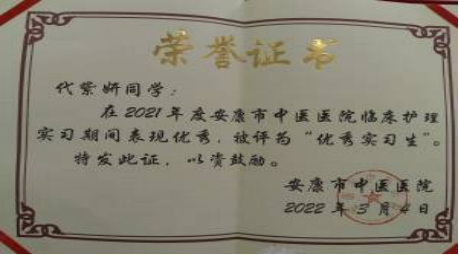 荣誉证书
代紫妍同学：
在2021年度安康市中医医院临床护理
实习期间表现优秀，被评为“优秀实习生”。
特发此证，以资鼓励。
安康市中医医院
2022年3月4日